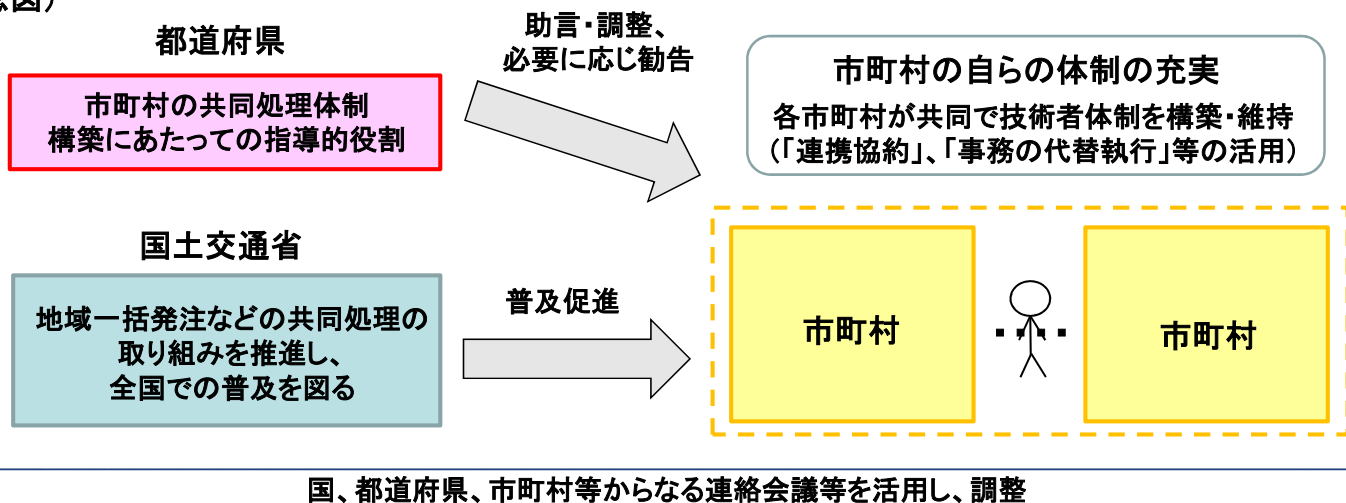 図）
都道府県
市町村の共同処理体制
構築にあたっての指導的役割
助言・調整、
必要に応じ勧告
市町村の自らの体制の充実
各市町村が共同で技術者体制を構築・維持
（「連携協約」、「事務の代替執行」等の活用）
国土交通省
地域一括発注などの共同処理の
取り組みを推進し、
全国での普及を図る
普及促進
市町村
････
市町村
国、都道府県、市町村等からなる連絡会議等を活用し、調整